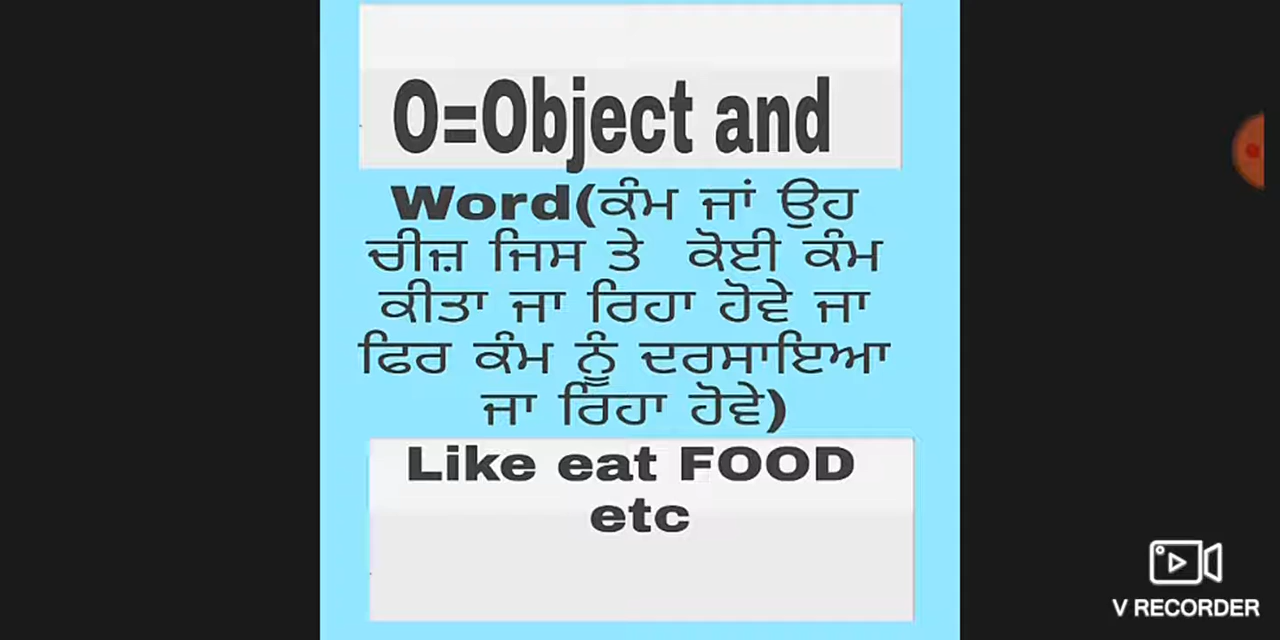 O=Object and
Word(ਕੰਮ ਜਾਂ ਉਹ
ਚੀਜ਼ ਜਿਸ ਤੇ ਕੋਈ ਕੰਮ
ਕੀਤਾ ਜਾ ਰਿਹਾ ਹੋਵੇ ਜਾ
ਫਿਰ ਕੰਮ ਨੂੰ ਦਰਸਾਇਆ
ਜਾ ਰਿਹਾ ਹੋਵੇ)
Like eat FOOD
etc
V RECORDER